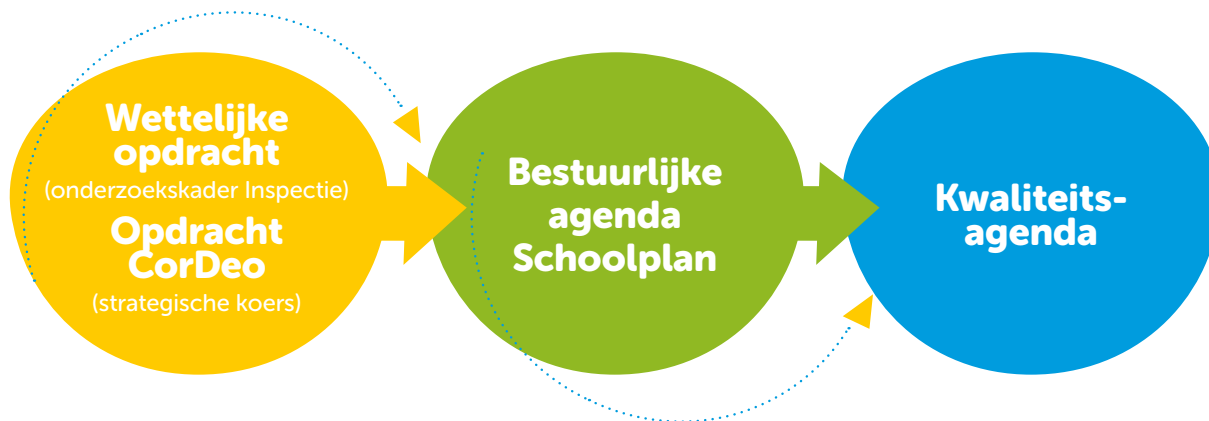 Wettelijke
opdracht
(onderzoekskader Inspectie)
Opdracht
CorDeo
(strategische koers)
Bestuurlijke
agenda
Schoolplan
Kwaliteits-
agenda